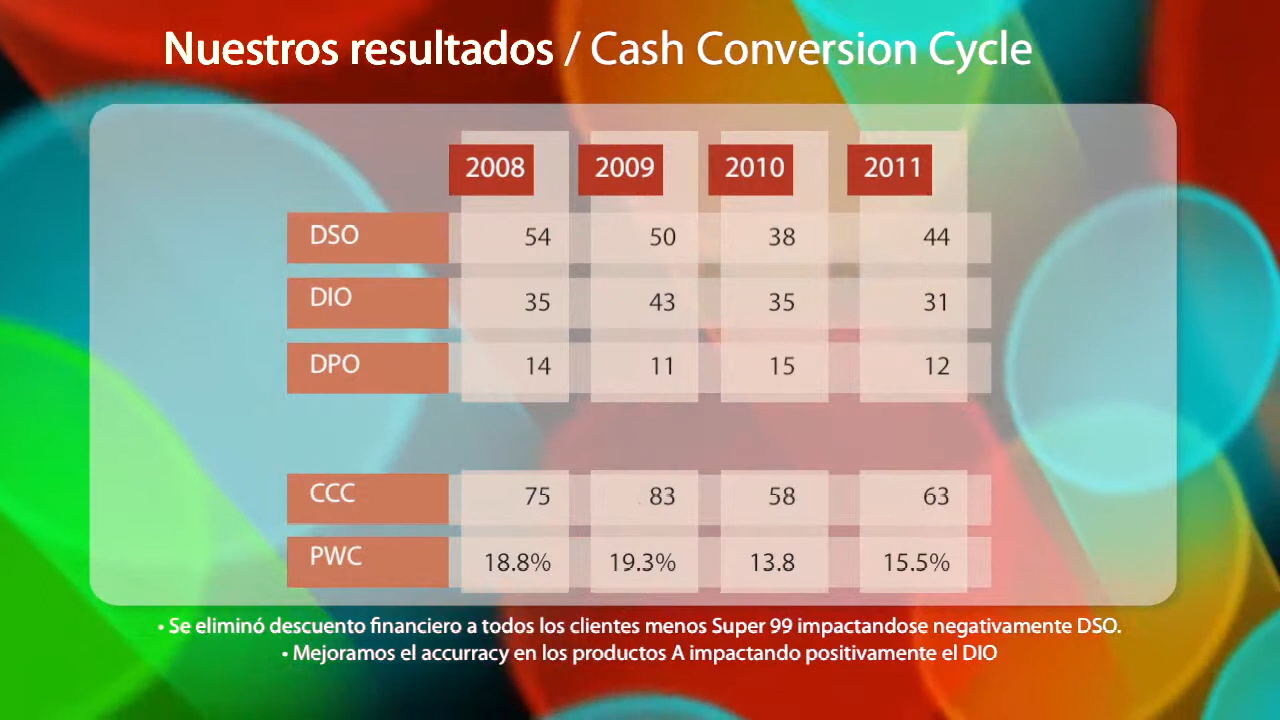 Nuestros resultados / Cash Conversion Cycle
2008 2009 2010 2011
DSO 54 50 38 44
DIO 35 43 35 31
DPO 14 11 15 12
CCC 75 83 58 63
PWC 18.8% 19.3% 13.8 15.5%
• Se eliminó descuento financiero a todos los clientes menos Super 99 impactandose negativamente DSO.
• Mejoramos el accurracy en los productos A impactando positivamente el DIO